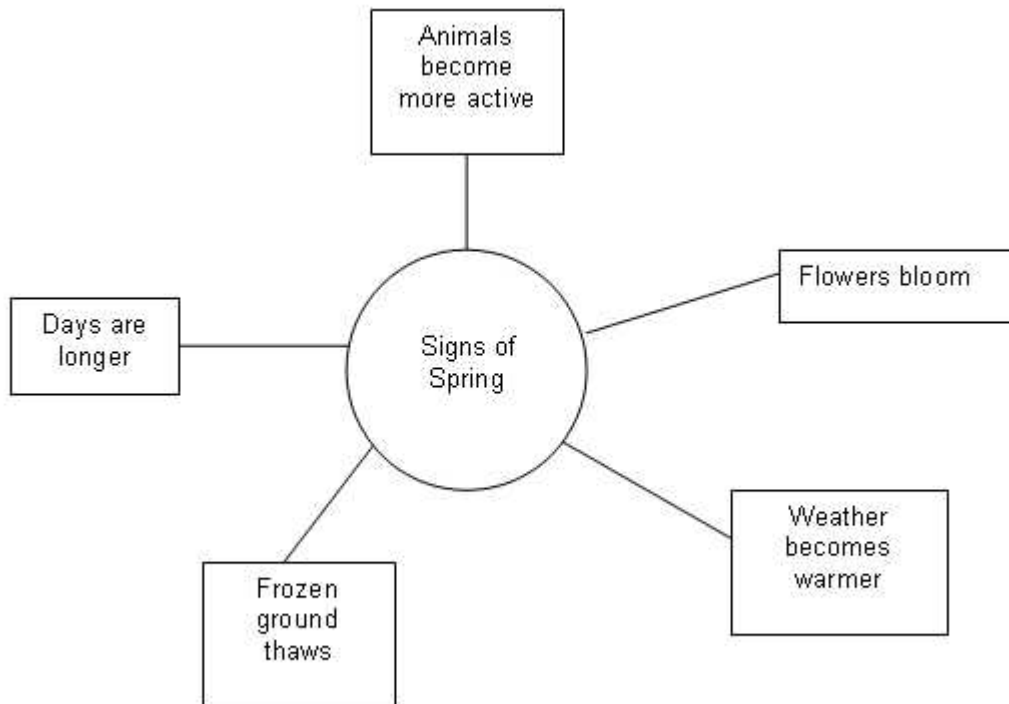 Animals
become
more active
Flowers bloom
Days are
longer
Signs of
Spring
Weather
becomes
warmer
Frozen
ground
thaws